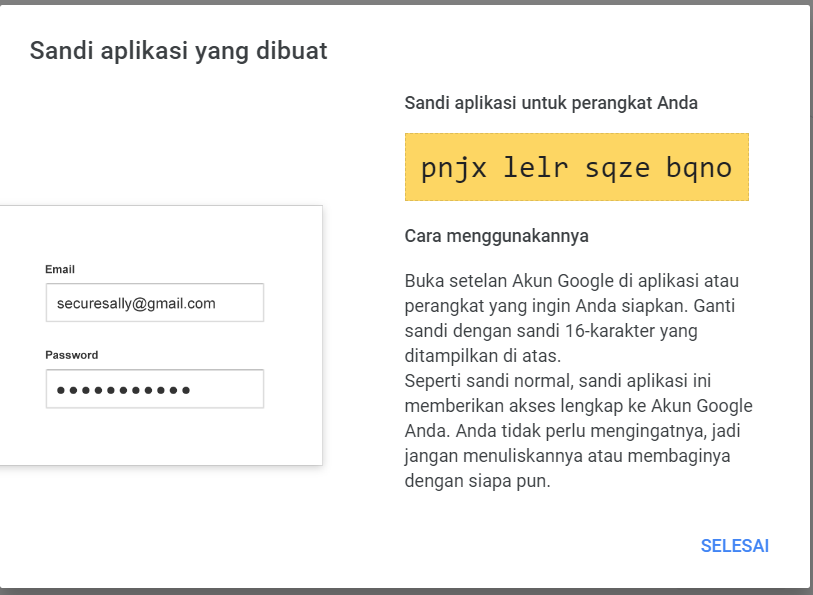 Sandi aplikasi yang dibuat
Sandi aplikasi untuk perangkat Anda
pnjx lelr sqze bqno
Email
securesally@gmail.com
Password
Cara menggunakannya
Buka setelan Akun Google di aplikasi atau
perangkat yang ingin Anda siapkan. Ganti
sandi dengan sandi 16-karakter yang
ditampilkan di atas.
Seperti sandi normal, sandi aplikasi ini
memberikan akses lengkap ke Akun Google
Anda. Anda tidak perlu mengingatnya, jadi
jangan menuliskannya atau membaginya
dengan siapa pun.
SELESAI